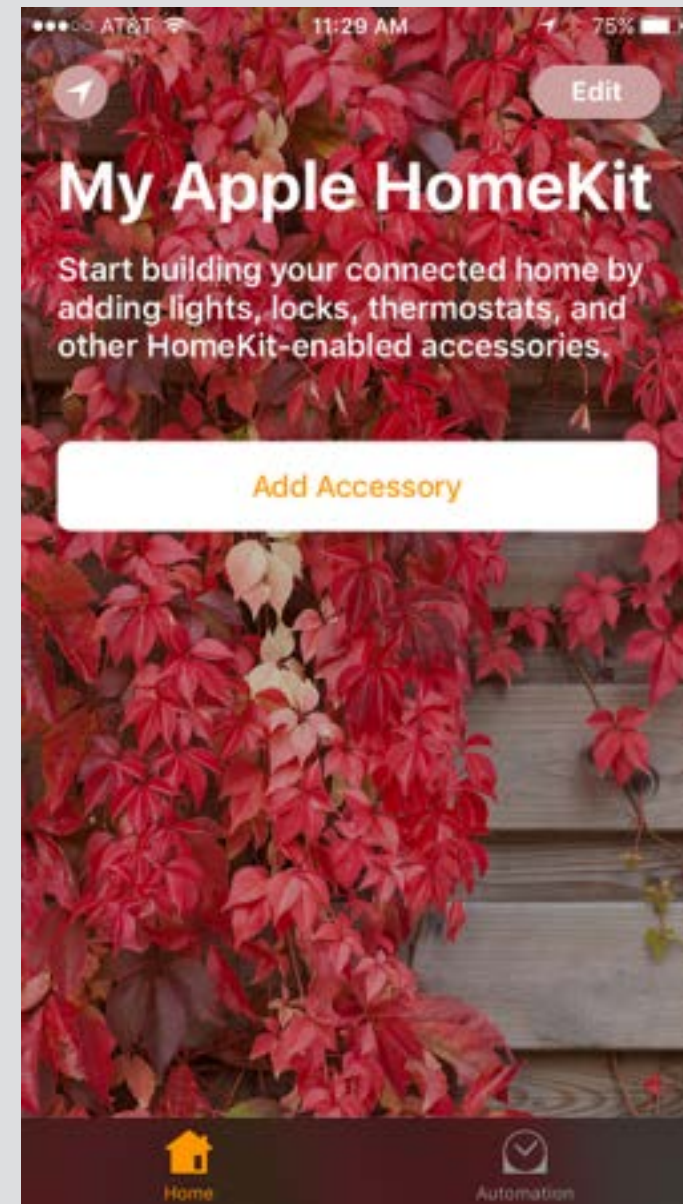 AT&T 11:29 AM 75%
Edit
My Apple HomeKit
Start building your connected home by
adding lights, locks, thermostats, and
other HomeKit-enabled accessories.
Add Accessory
Home Automation